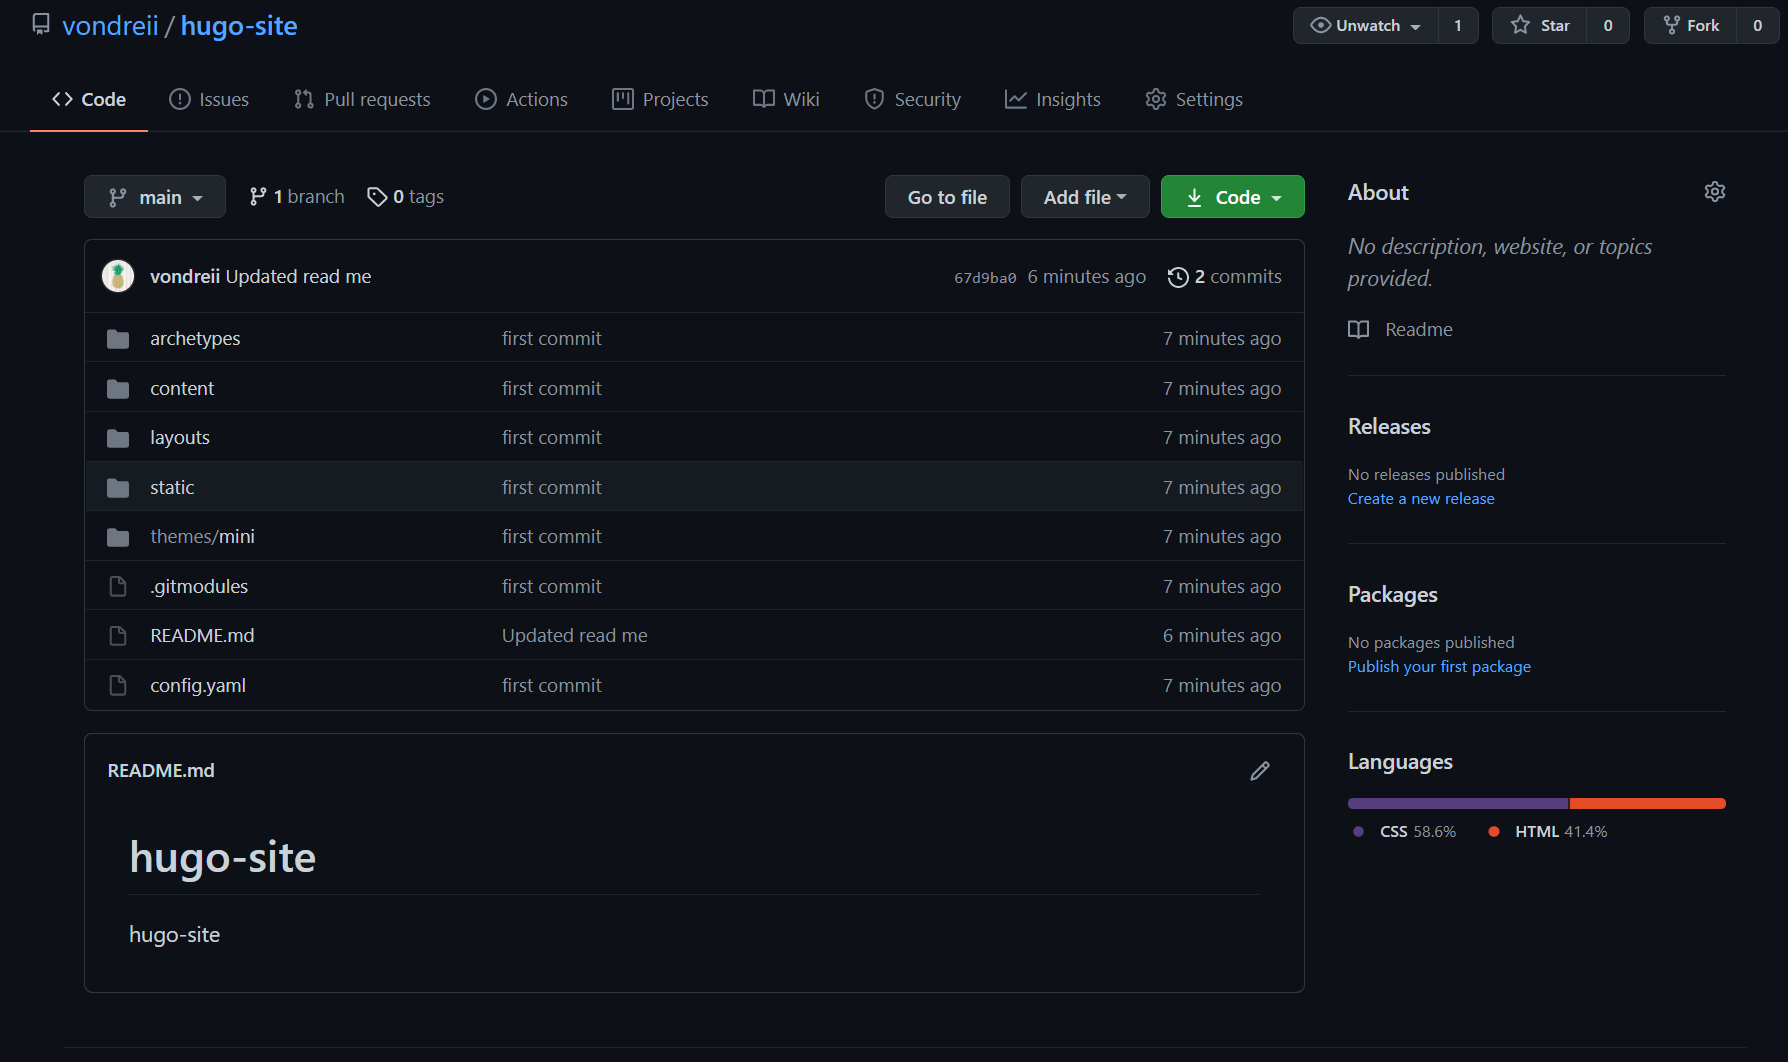 vondreii / hugo-site
Unwatch 1 Star 0 Fork 0
Code Issues Pull requests Actions Projects Wiki Security Insights Settings
main 1 branch 0 tags Go to file Add file Code
vondreii Updated read me 67d9ba0 6 minutes ago 2 commits
archetypes first commit 7 minutes ago
content first commit 7 minutes ago
layouts first commit 7 minutes ago
static first commit 7 minutes ago
themes/mini first commit 7 minutes ago
.gitmodules first commit 7 minutes ago
README.md Updated read me 6 minutes ago
config.yaml first commit 7 minutes ago
README.md
hugo-site
hugo-site
About
No description, website, or topics
provided.
Readme
Releases
No releases published
Create a new release
Packages
No packages published
Publish your first package
Languages
CSS 58.6% HTML 41.4%